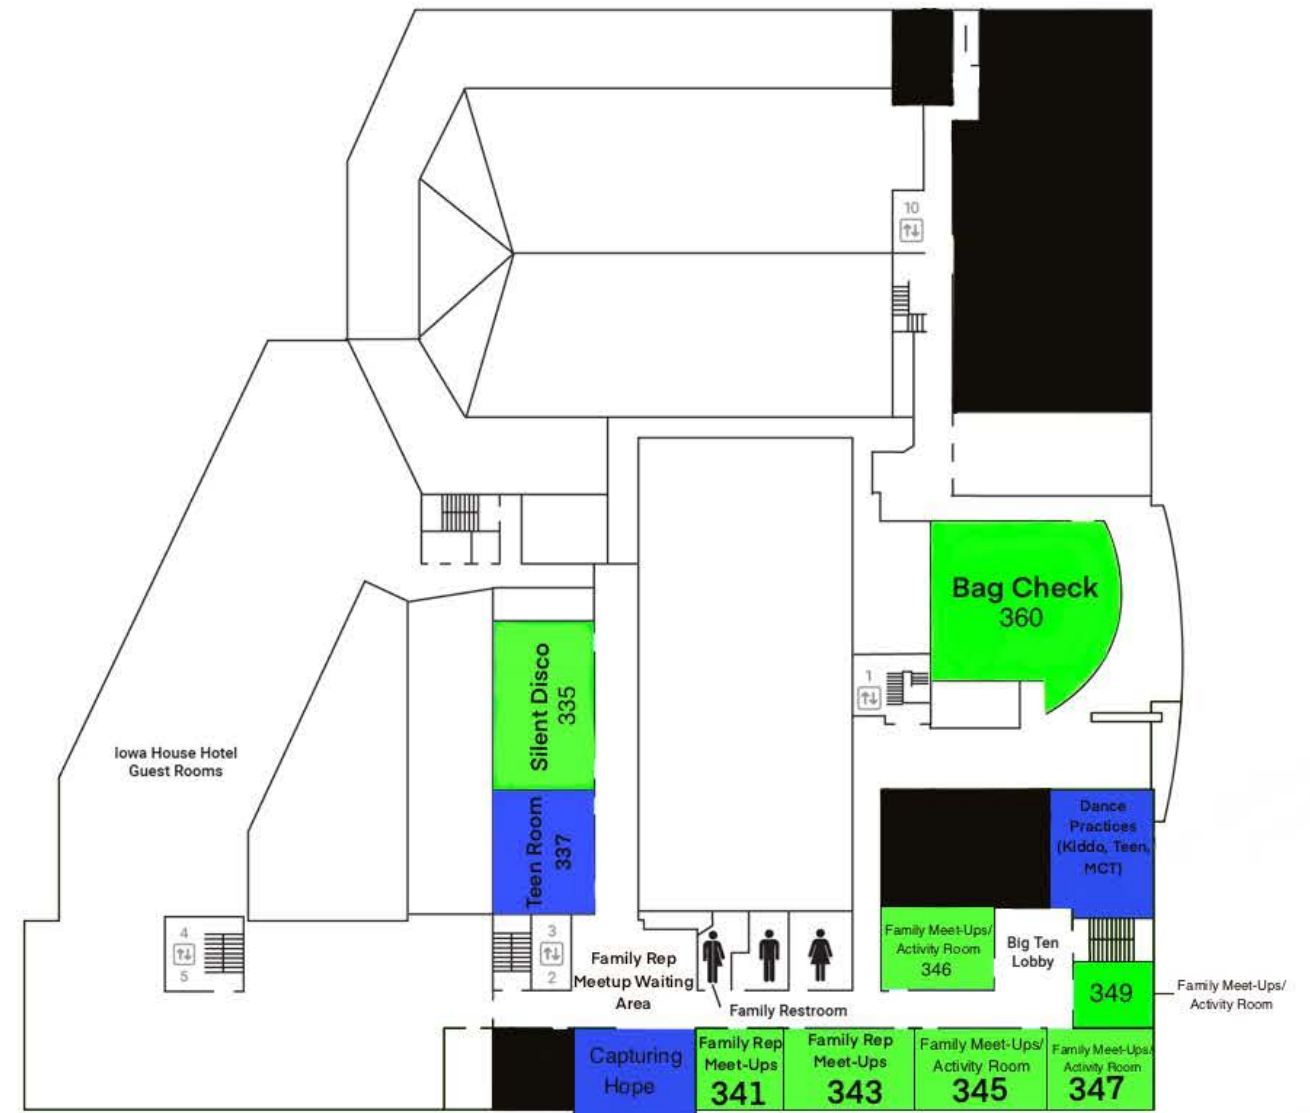 10
Bag Check
360
1
Silent Disco
335
Iowa House Hotel
Guest Rooms
Teen Room
337
Dance
Practices
(Kiddo, Teen,
MCT)
4
5
3
2
Family Rep
Meetup Waiting
Area
Family Restroom
Family Meet-Ups/
Activity Room
346
Big Ten
Lobby
349
Family Meet-Ups/
Activity Room
Capturing
Hope
Family Rep
Meet-Ups
341
Family Rep
Meet-Ups
343
Family Meet-Ups/
Activity Room
345
Family Meet-Ups/
Activity Room
347